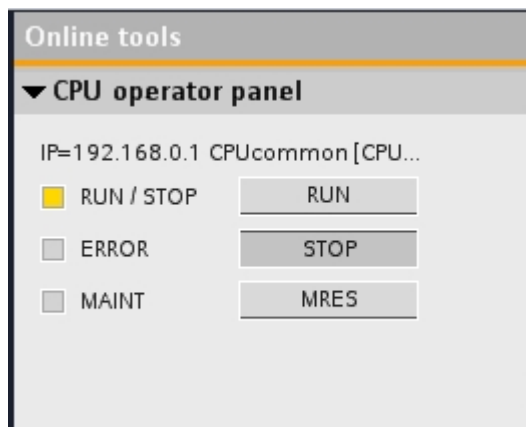 Online tools
CPU operator panel
IP=192.168.0.1 CPUcommon [CPU...
RUN / STOP RUN
ERROR STOP
MAINT MRES